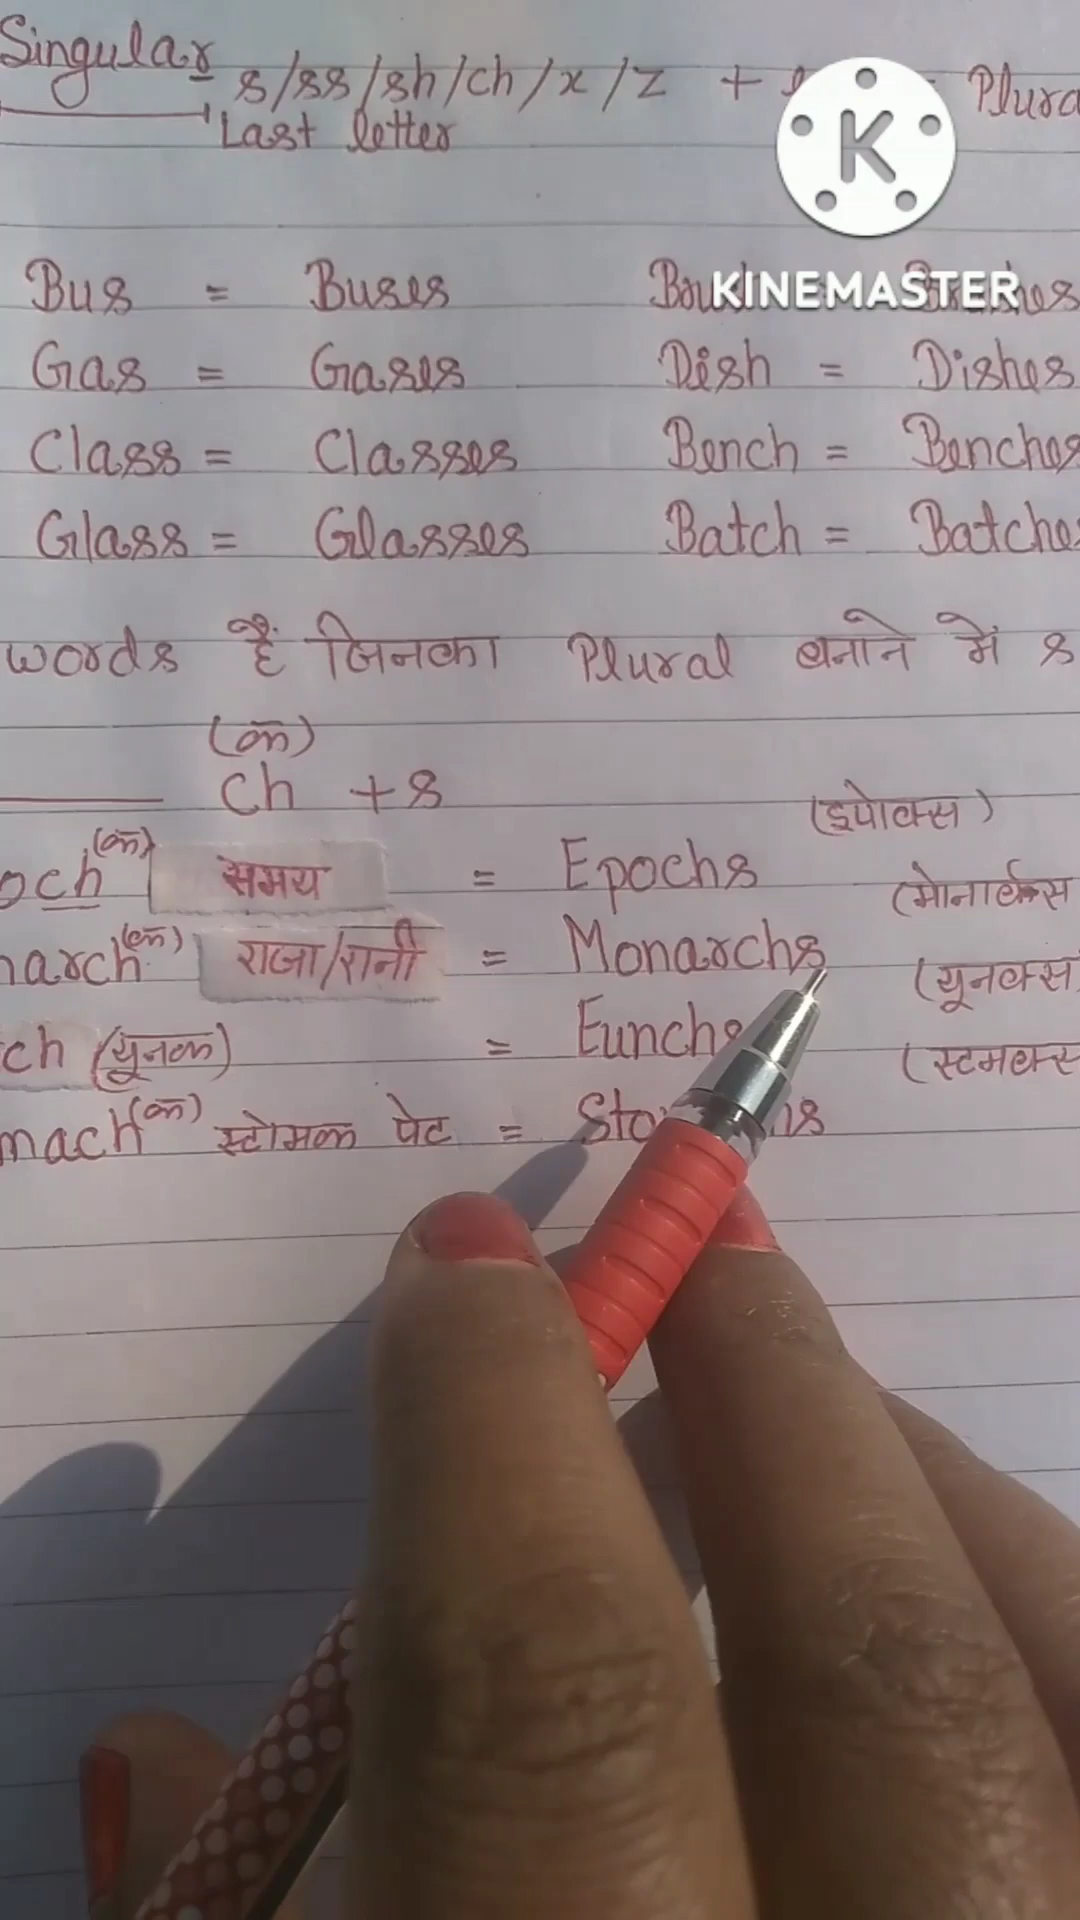 Singular s/ss/sh/ch/x/z + Plura
Last letter
K
KINEMASTER
Bus = Buses
Gas = Gases Dish = Dishes
Class = Classes Bench = Benches
Glass = Glasses Batch = Batche
words हैं जिनका Plural बनाने में s
(क)
ch + s
(इपोक्स)
och (क) समय = Epochs
(मोनार्क्स
narch (क) राजा/रानी = Monarchs
(यूनक्स
ch (यूनक) = Eunchs
(स्टमक्स
mach (क) स्टोमक पेट =